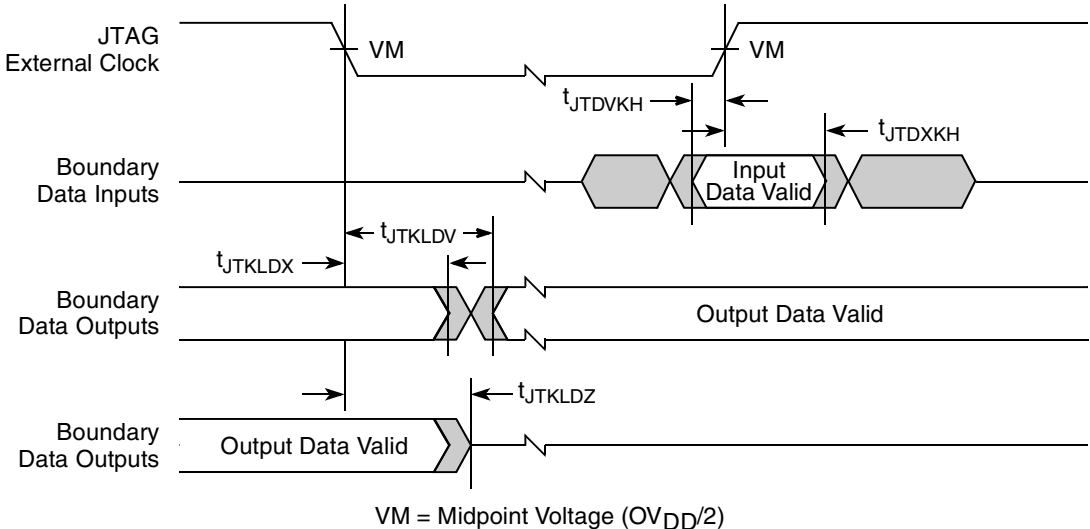 JTAG
External Clock
VM
VM
tJTDVKH
tJTDXKH
Boundary
Data Inputs
Input
Data Valid
tJTKLDV
tJTKLDX
Boundary
Data Outputs
Output Data Valid
tJTKLDZ
Boundary
Data Outputs
Output Data Valid
VM = Midpoint Voltage (OVDD/2)